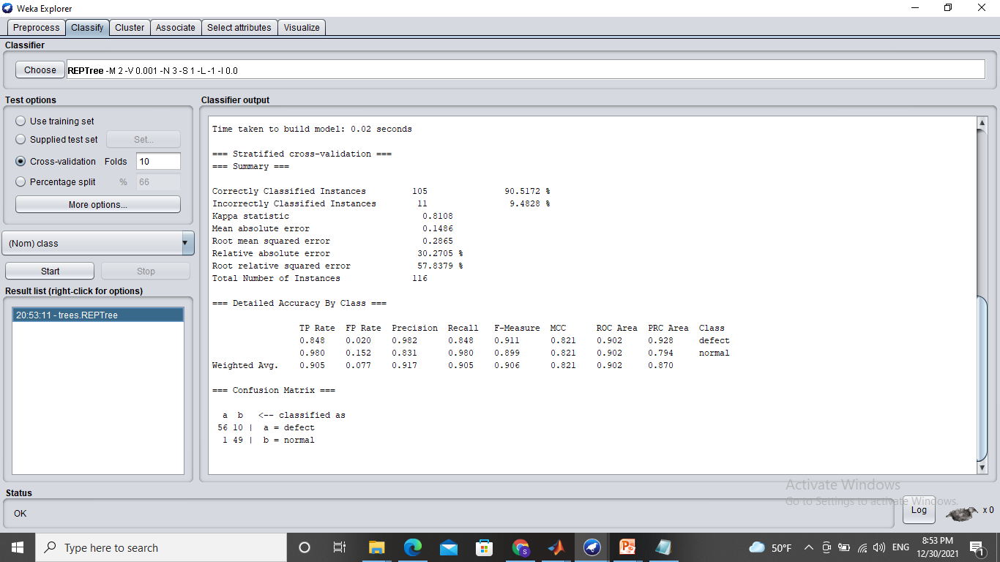 Weka Explorer
Preprocess Classify Cluster Associate Select attributes Visualize
Classifier
Choose REPTree -M 2 -V 0.001 -N 3 -S 1 -L -1 -I 0.0
Test options
Use training set
Supplied test set Set...
Cross-validation Folds 10
Percentage split % 66
More options...
(Nom) class
Start Stop
Result list (right-click for options)
20:53:11 - trees.REPTree
Classifier output
Time taken to build model: 0.02 seconds
=== Stratified cross-validation ===
=== Summary ===
Correctly Classified Instances 105 90.5172 %
Incorrectly Classified Instances 11 9.4828 %
Kappa statistic 0.8108
Mean absolute error 0.1486
Root mean squared error 0.2865
Relative absolute error 30.2705 %
Root relative squared error 57.8379 %
Total Number of Instances 116
=== Detailed Accuracy By Class ===
TP Rate FP Rate Precision Recall F-Measure MCC ROC Area PRC Area Class
0.848 0.020 0.982 0.848 0.911 0.821 0.902 0.928 defect
0.980 0.152 0.831 0.980 0.899 0.821 0.902 0.794 normal
Weighted Avg. 0.905 0.077 0.917 0.905 0.906 0.821 0.902 0.870
=== Confusion Matrix ===
a b <-- classified as
56 10 | a = defect
1 49 | b = normal
Activate Windows
Go to Settings to activate Windows.
Status
OK
Log x 0
Type here to search
50°F ENG
8:53 PM
12/30/2021
1